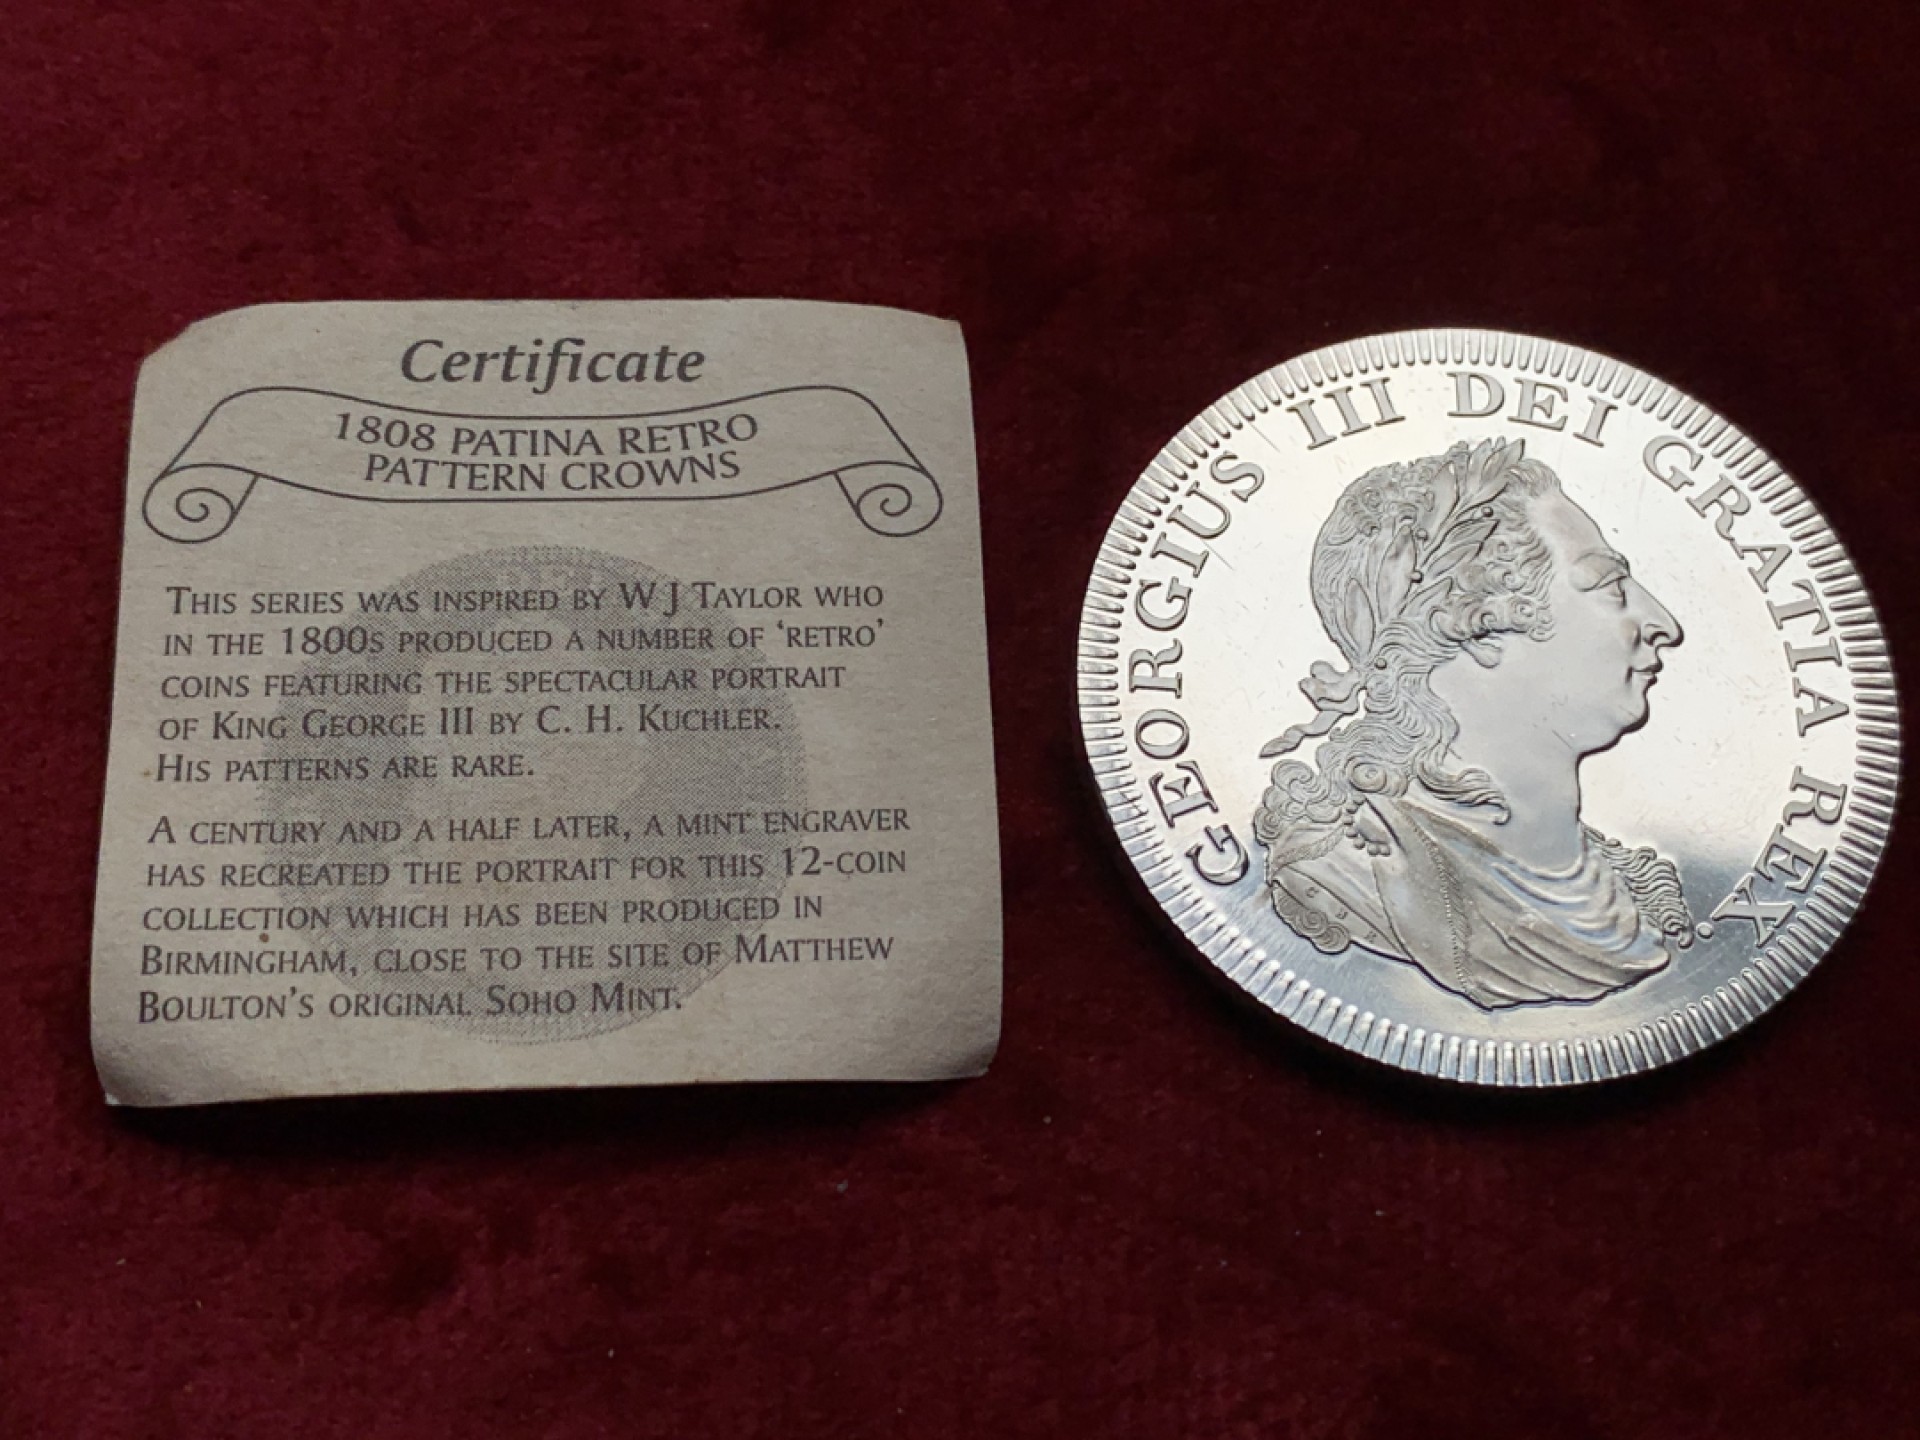 Certificate
1808 PATINA RETRO
PATTERN CROWNS
THIS SERIES WAS INSPIRED BY W J TAYLOR WHO
IN THE 1800S PRODUCED A NUMBER OF ‘RETRO’
COINS FEATURING THE SPECTACULAR PORTRAIT
OF KING GEORGE III BY C. H. KUCHLER.
HIS PATTERNS ARE RARE.
A CENTURY AND A HALF LATER, A MINT ENGRAVER
HAS RECREATED THE PORTRAIT FOR THIS 12-COIN
COLLECTION WHICH HAS BEEN PRODUCED IN
BIRMINGHAM, CLOSE TO THE SITE OF MATTHEW
BOULTON’S ORIGINAL SOHO MINT.
GEORGIUS III DEI GRATIA REX.